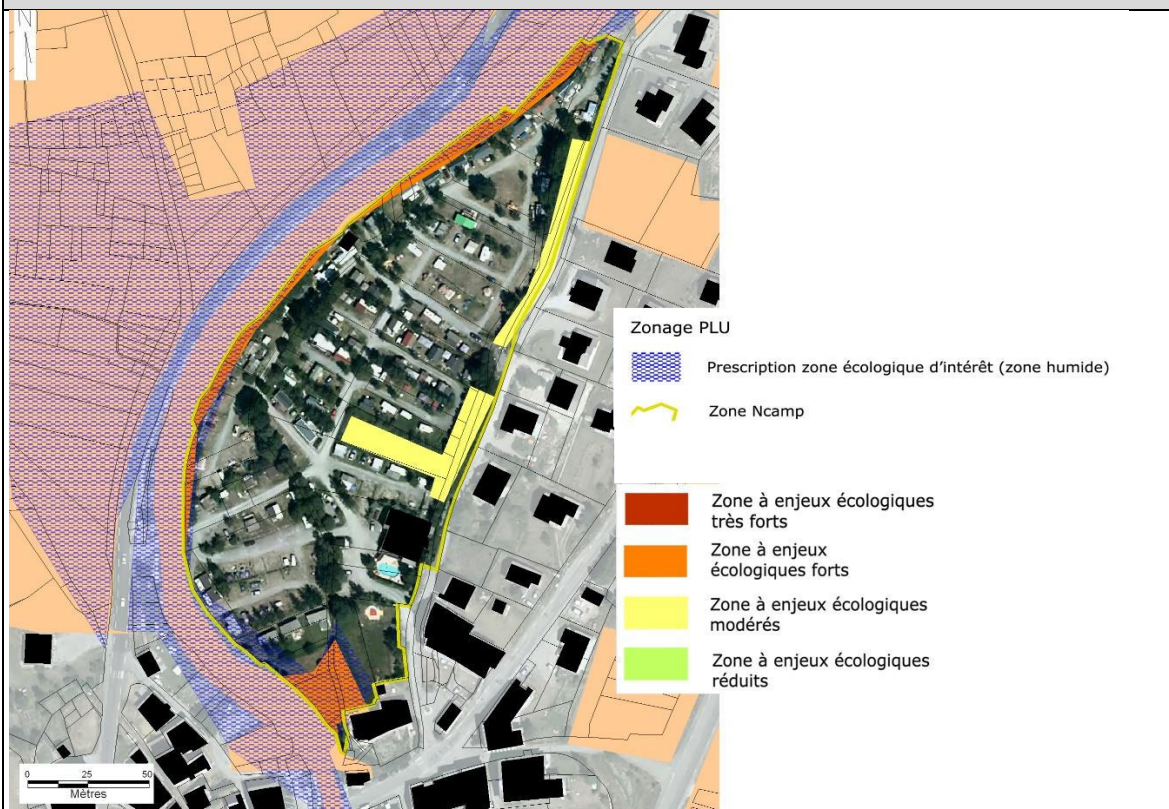 N
Zonage PLU
Prescription zone écologique d'intérêt (zone humide)
Zone Ncamp
Zone à enjeux écologiques
très forts
Zone à enjeux
écologiques forts
Zone à enjeux écologiques
modérés
Zone à enjeux écologiques
réduits
0 25 50
Mètres